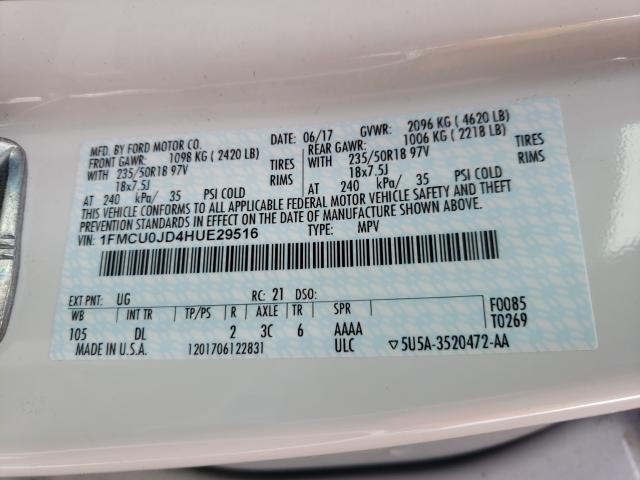 MFD. BY FORD MOTOR CO. DATE: 06/17 GVWR: 2096 KG ( 4620 LB)
FRONT GAWR: 1098 KG ( 2420 LB) REAR GAWR: 1006 KG ( 2218 LB)
WITH 235/50R18 97V TIRES WITH 235/50R18 97V TIRES
18x7.5J RIMS 18x7.5J RIMS
AT 240 kPa/ 35 PSI COLD AT 240 kPa/ 35 PSI COLD
THIS VEHICLE CONFORMS TO ALL APPLICABLE FEDERAL MOTOR VEHICLE SAFETY AND THEFT
PREVENTION STANDARDS IN EFFECT ON THE DATE OF MANUFACTURE SHOWN ABOVE.
VIN: 1FMCU0JD4HUE29516 TYPE: MPV
EXT PNT: UG RC: 21 DSO:
WB INT TR TP/PS R AXLE TR SPR F0085
105 DL 2 3C 6 AAAA T0269
MADE IN U.S.A. 1201706122831 ULC ▽5U5A-3520472-AA